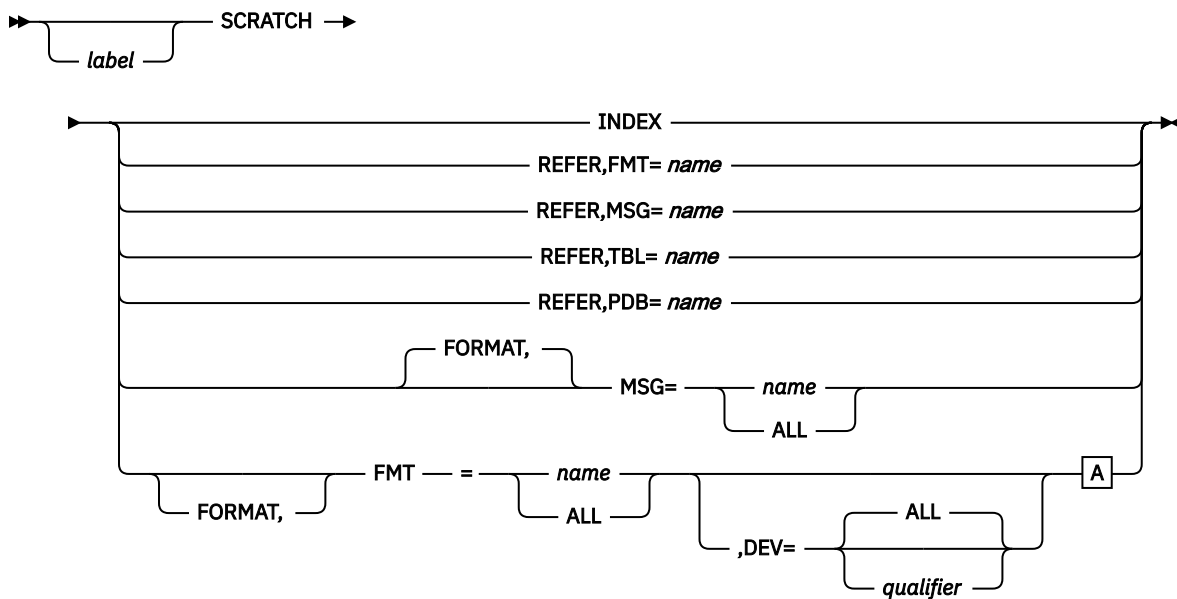 SCRATCH
label
INDEX
REFER,FMT= name
REFER,MSG= name
REFER,TBL= name
REFER,PDB= name
FORMAT,
MSG= name
ALL
FMT = name A
FORMAT, ALL ALL
,DEV=
qualifier